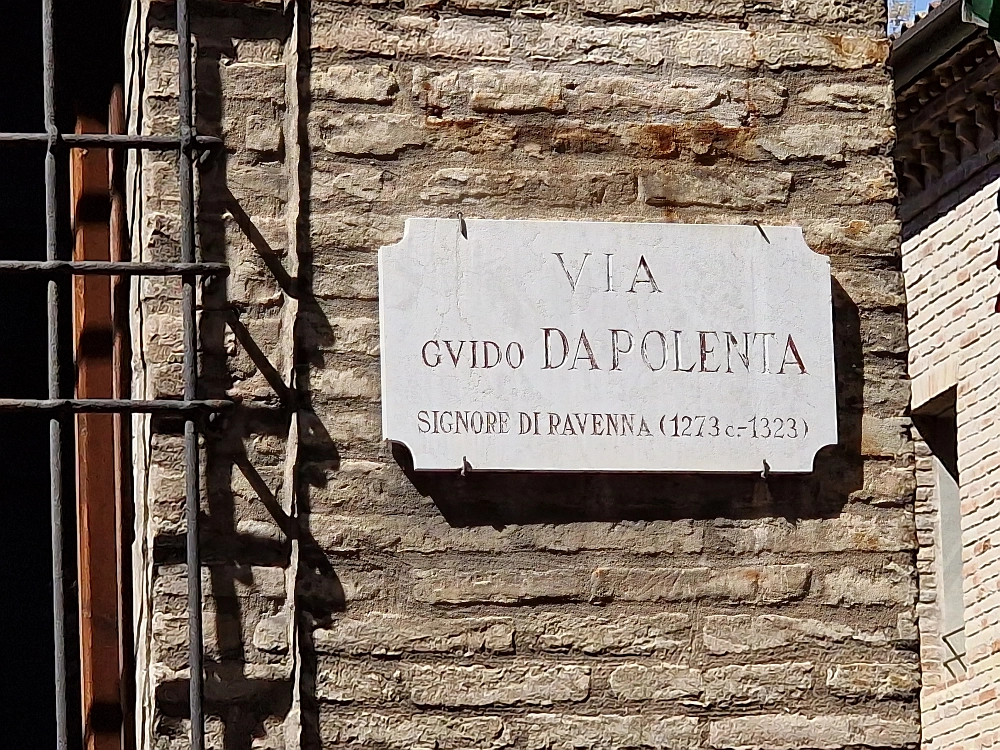 VIA
GVIDO DA POLENTA
SIGNORE DI RAVENNA (1273 c.-1323)